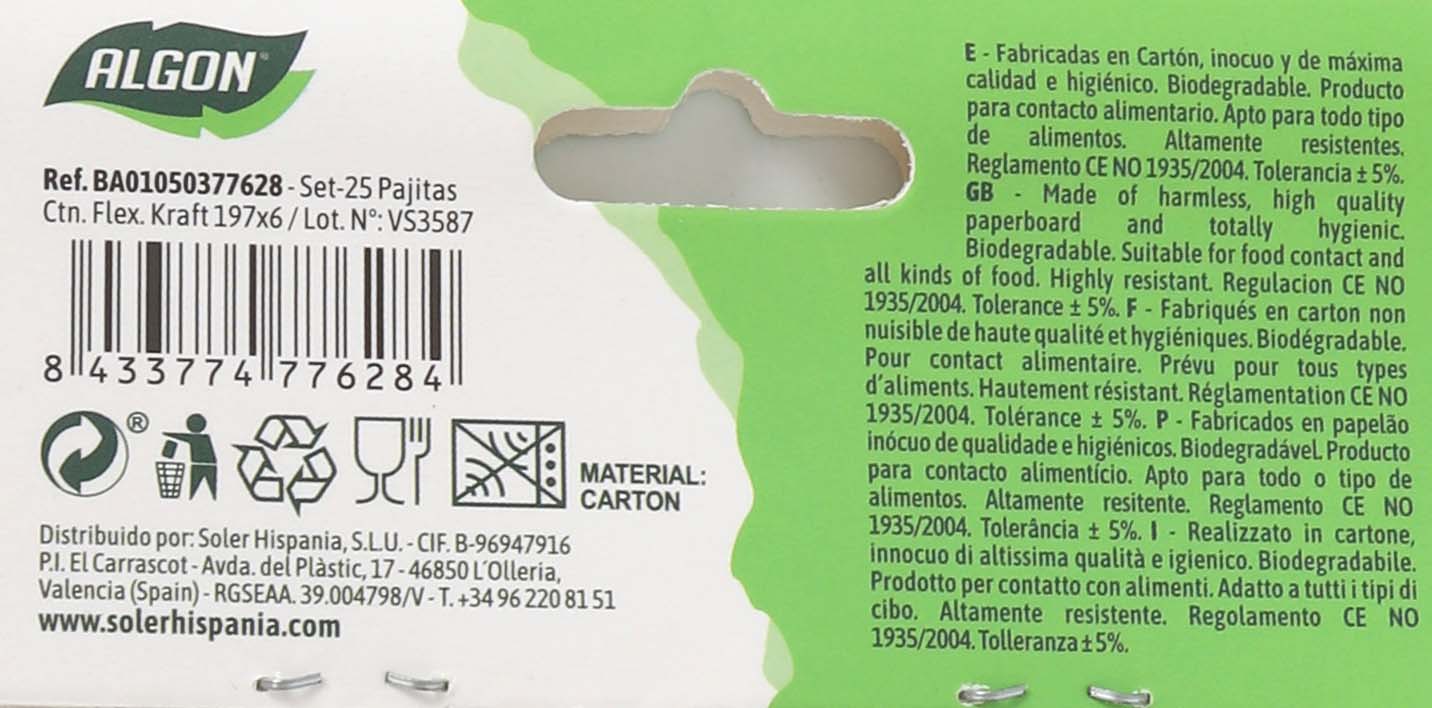 ALGON®
Ref. BA01050377628 - Set-25 Pajitas
Ctn. Flex. Kraft 197x6 / Lot. Nº: VS3587
8 433774 776284
®
MATERIAL:
CARTON
Distribuido por: Soler Hispania, S.L.U. - CIF. B-96947916
P.I. El Carrascot - Avda. del Plàstic, 17 - 46850 L´Olleria,
Valencia (Spain) - RGSEAA. 39.004798/V - T. +34 96 220 81 51
www.solerhispania.com
E - Fabricadas en Cartón, inocuo y de máxima
calidad e higiénico. Biodegradable. Producto
para contacto alimentario. Apto para todo tipo
de alimentos. Altamente resistentes.
Reglamento CE NO 1935/2004. Tolerancia ± 5%.
GB - Made of harmless, high quality
paperboard and totally hygienic.
Biodegradable. Suitable for food contact and
all kinds of food. Highly resistant. Regulacion CE NO
1935/2004. Tolerance ± 5%. F - Fabriqués en carton non
nuisible de haute qualité et hygiéniques. Biodégradable.
Pour contact alimentaire. Prévu pour tous types
d´aliments. Hautement résistant. Réglamentation CE NO
1935/2004. Tolérance ± 5%. P - Fabricados en papelão
inócuo de qualidade e higiénicos. Biodegradável. Producto
para contacto alimentício. Apto para todo o tipo de
alimentos. Altamente resitente. Reglamento CE NO
1935/2004. Tolerância ± 5%. I - Realizzato in cartone,
innocuo di altissima qualità e igienico. Biodegradabile.
Prodotto per contatto con alimenti. Adatto a tutti i tipi di
cibo. Altamente resistente. Regolamento CE NO
1935/2004. Tolleranza ± 5%.